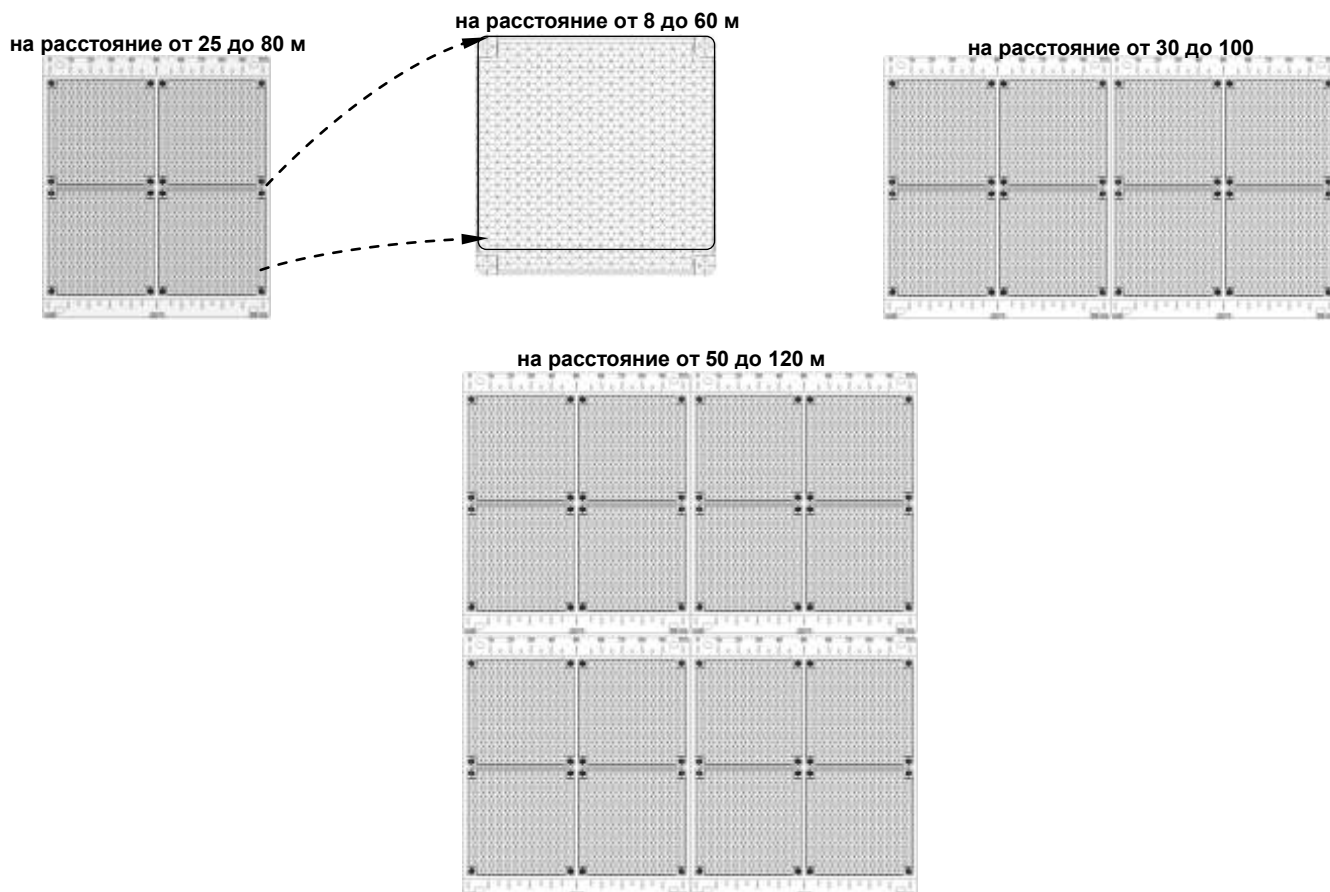 на расстояние от 8 до 60 м
на расстояние от 25 до 80 м
на расстояние от 30 до 100
на расстояние от 50 до 120 м